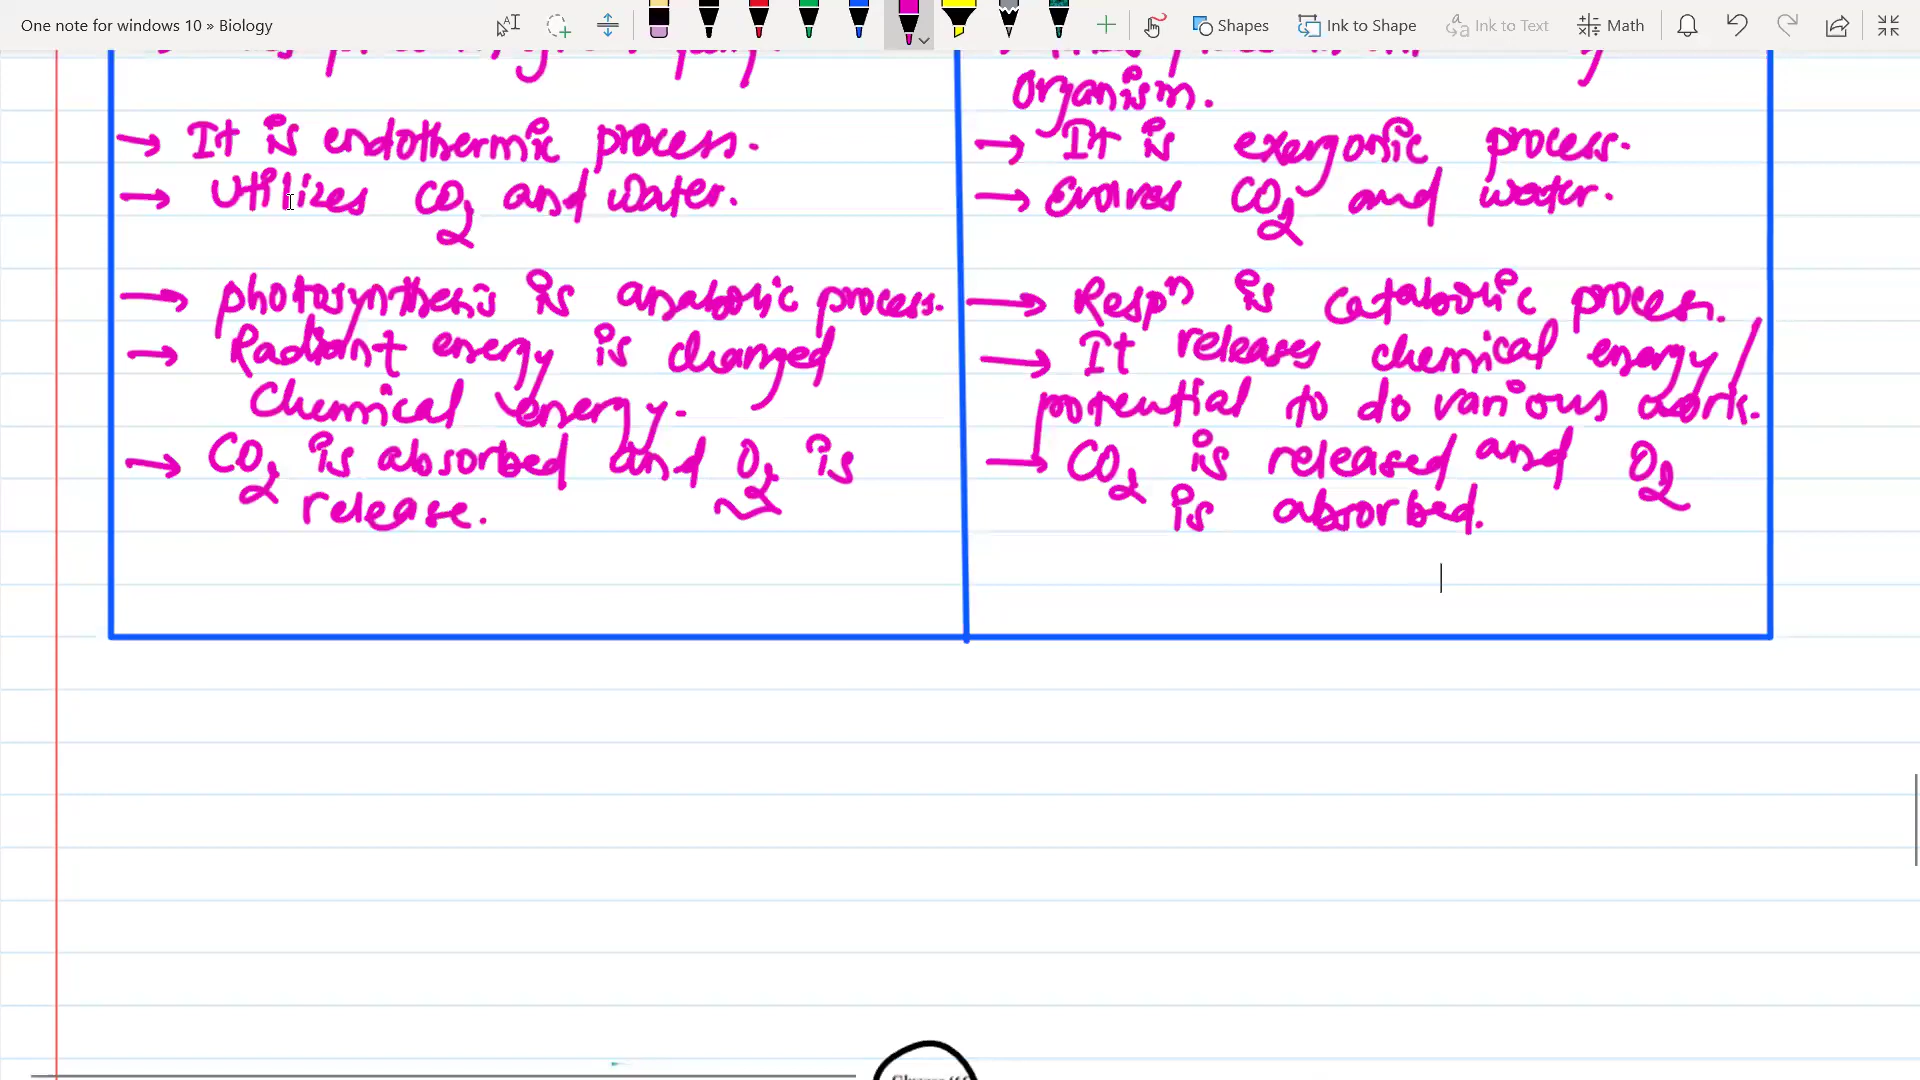 One note for windows 10 » Biology
Shapes
Ink to Shape
Ink to Text
Math
organism.
→ It is endothermic process.
→ Utilizes CO2 and Water.
→ It is exergonic process.
→ Evolves CO2 and water.
→ photosynthesis is anabolic process.
→ Radiant energy is changed
Chemical energy.
→ CO2 is absorbed and O2 is
release.
→ Respn is catabolic process.
→ It releases chemical energy/
potential to do various work.
→ CO2 is released and O2
is absorbed.